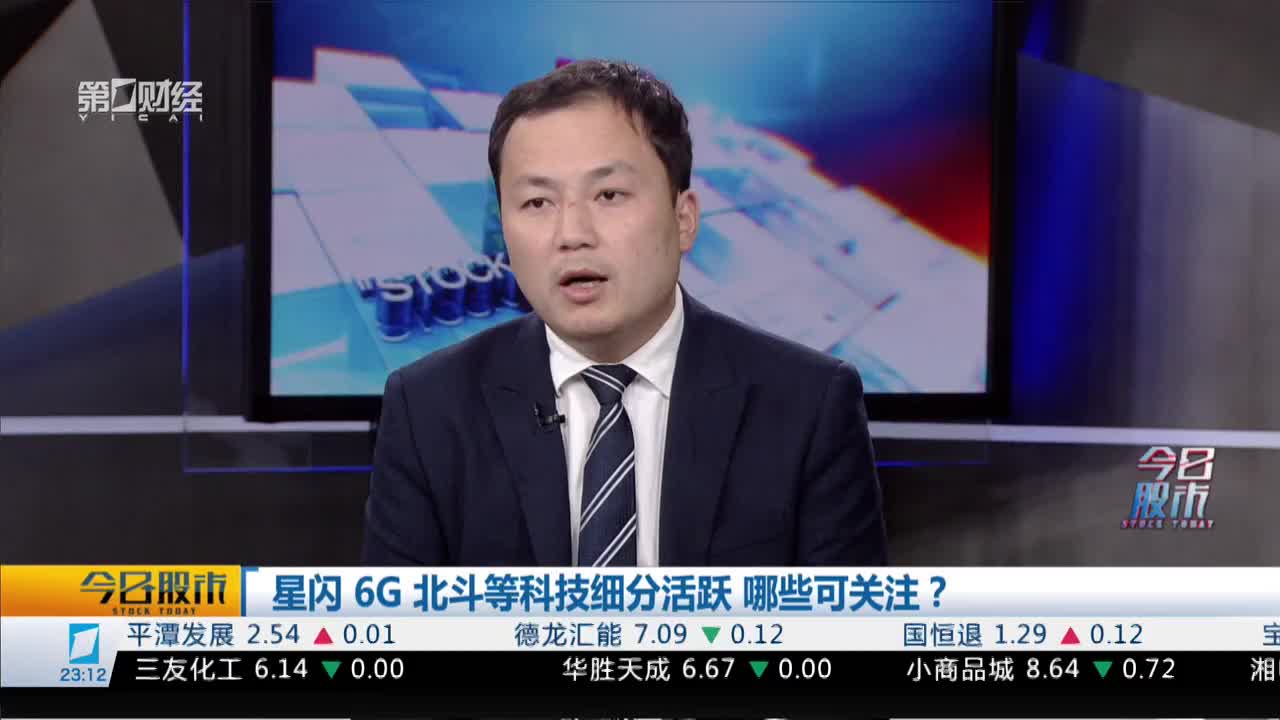 第一财经
YICAI
"STOCK
今日
股市
STOCK TODAY
今日股市
STOCK TODAY
星闪 6G 北斗等科技细分活跃 哪些可关注？
平潭发展 2.54 ▲ 0.01 德龙汇能 7.09 ▼ 0.12 国恒退 1.29 ▲ 0.12
23:12
三友化工 6.14 ▼ 0.00 华胜天成 6.67 ▼ 0.00 小商品城 8.64 ▼ 0.72